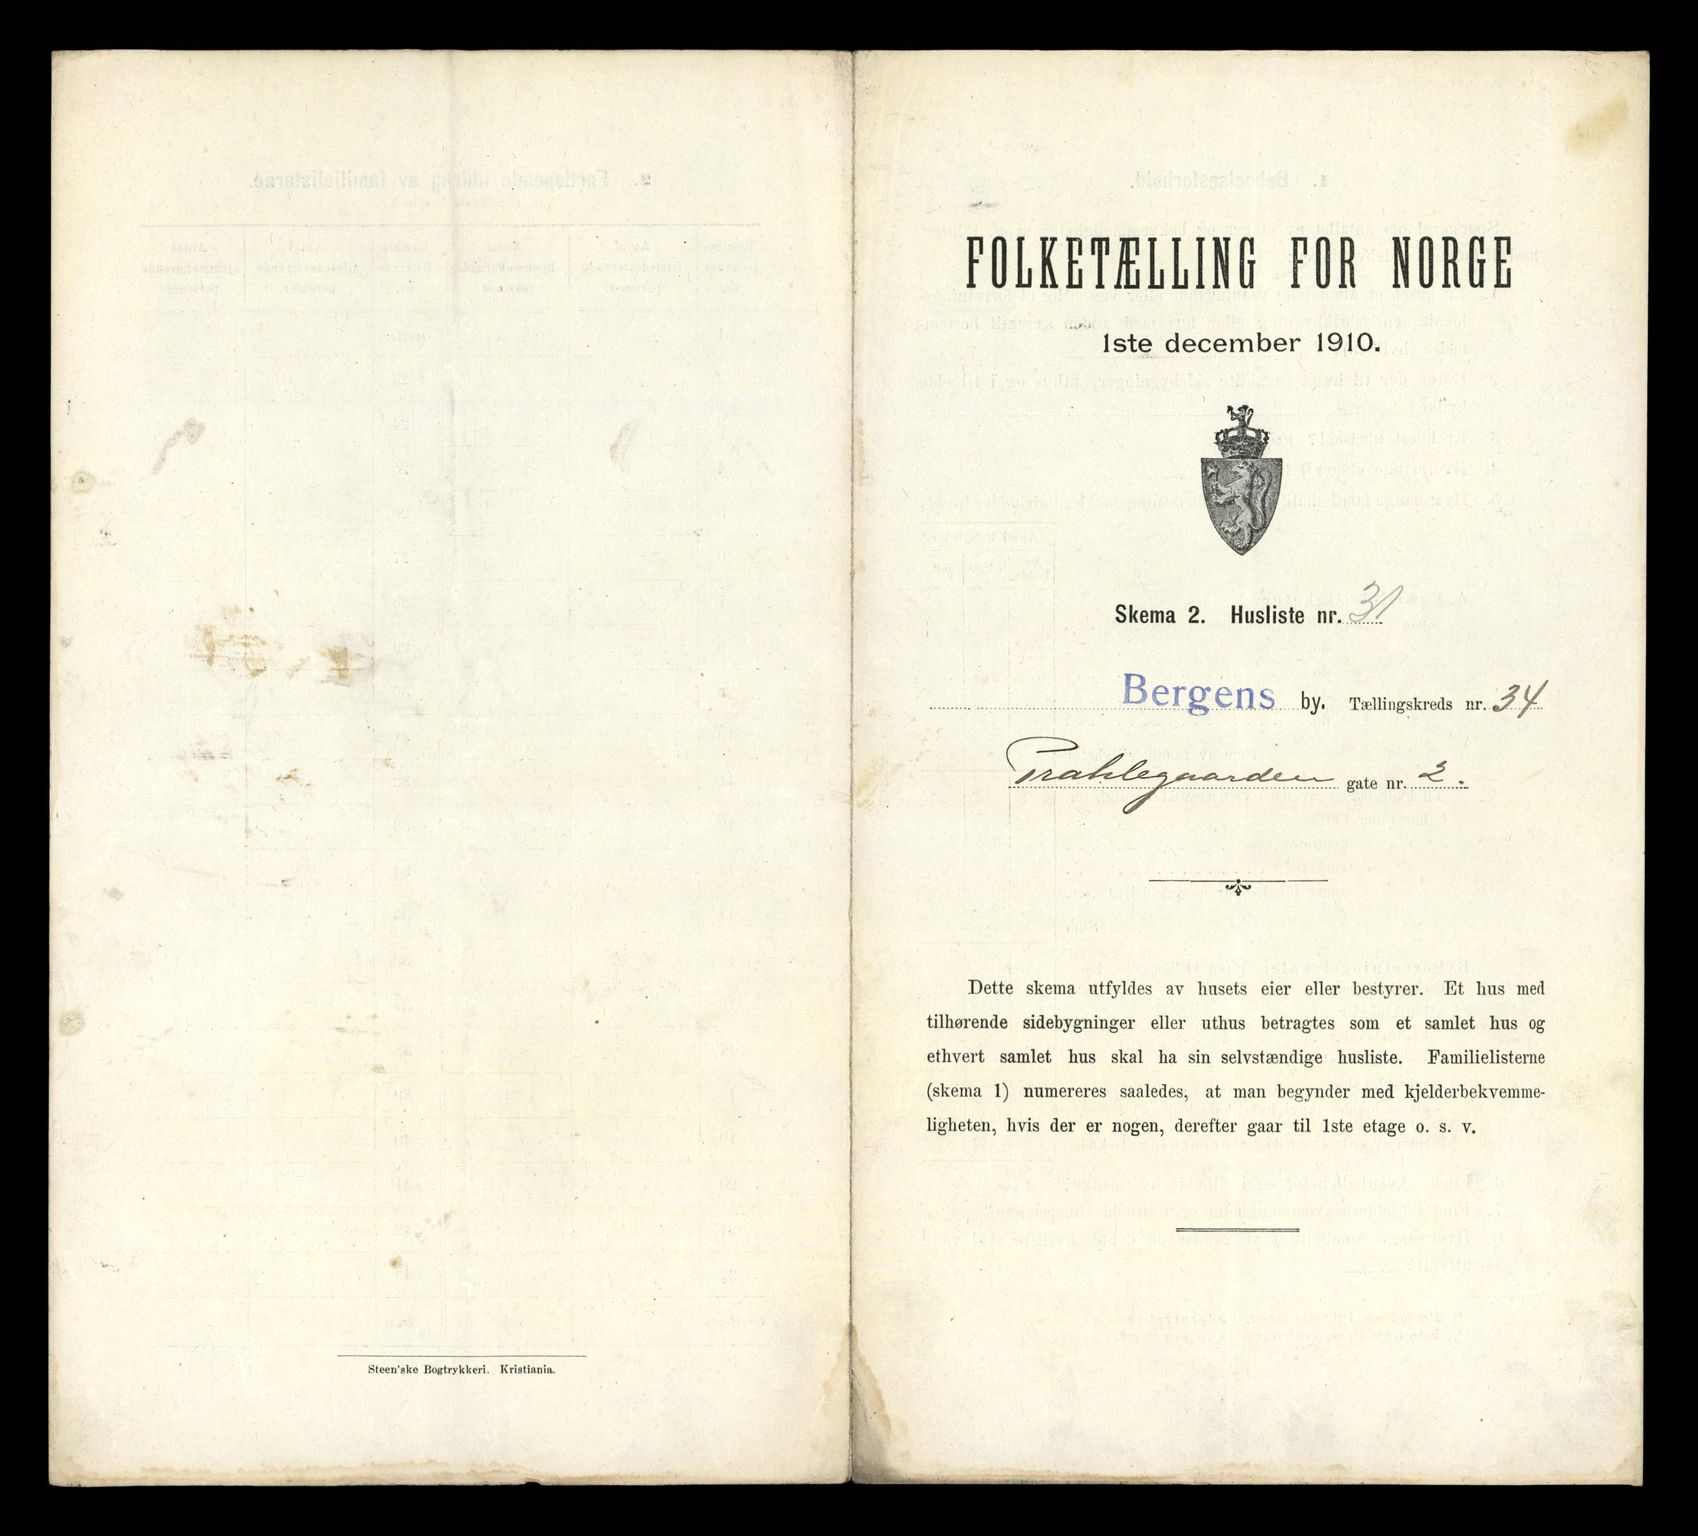 FOLKETÆLLING FOR NORGE
1ste december 1910.
Skema 2. Husliste nr. 31
Bergens by. Tællingskreds nr. 34
Prahlegaarden gate nr. 2.
Dette skema utfyldes av husets eier eller bestyrer. Et hus med
tilhørende sidebygninger eller uthus betragtes som et samlet hus og
ethvert samlet hus skal ha sin selvstændige husliste. Familielisterne
(skema 1) numereres saaledes, at man begynder med kjelderbekvemme-
ligheten, hvis der er nogen, derefter gaar til 1ste etage o. s. v.
Steen'ske Bogtrykkeri. Kristiania.